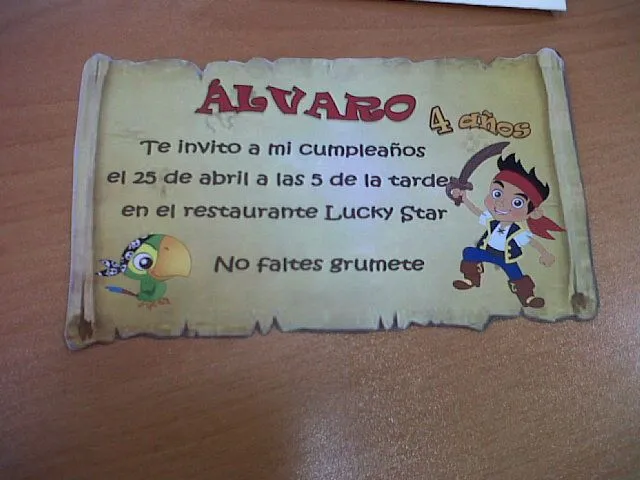 ÁLVARO
4 años
Te invito a mi cumpleaños
el 25 de abril a las 5 de la tarde
en el restaurante Lucky Star
No faltes grumete